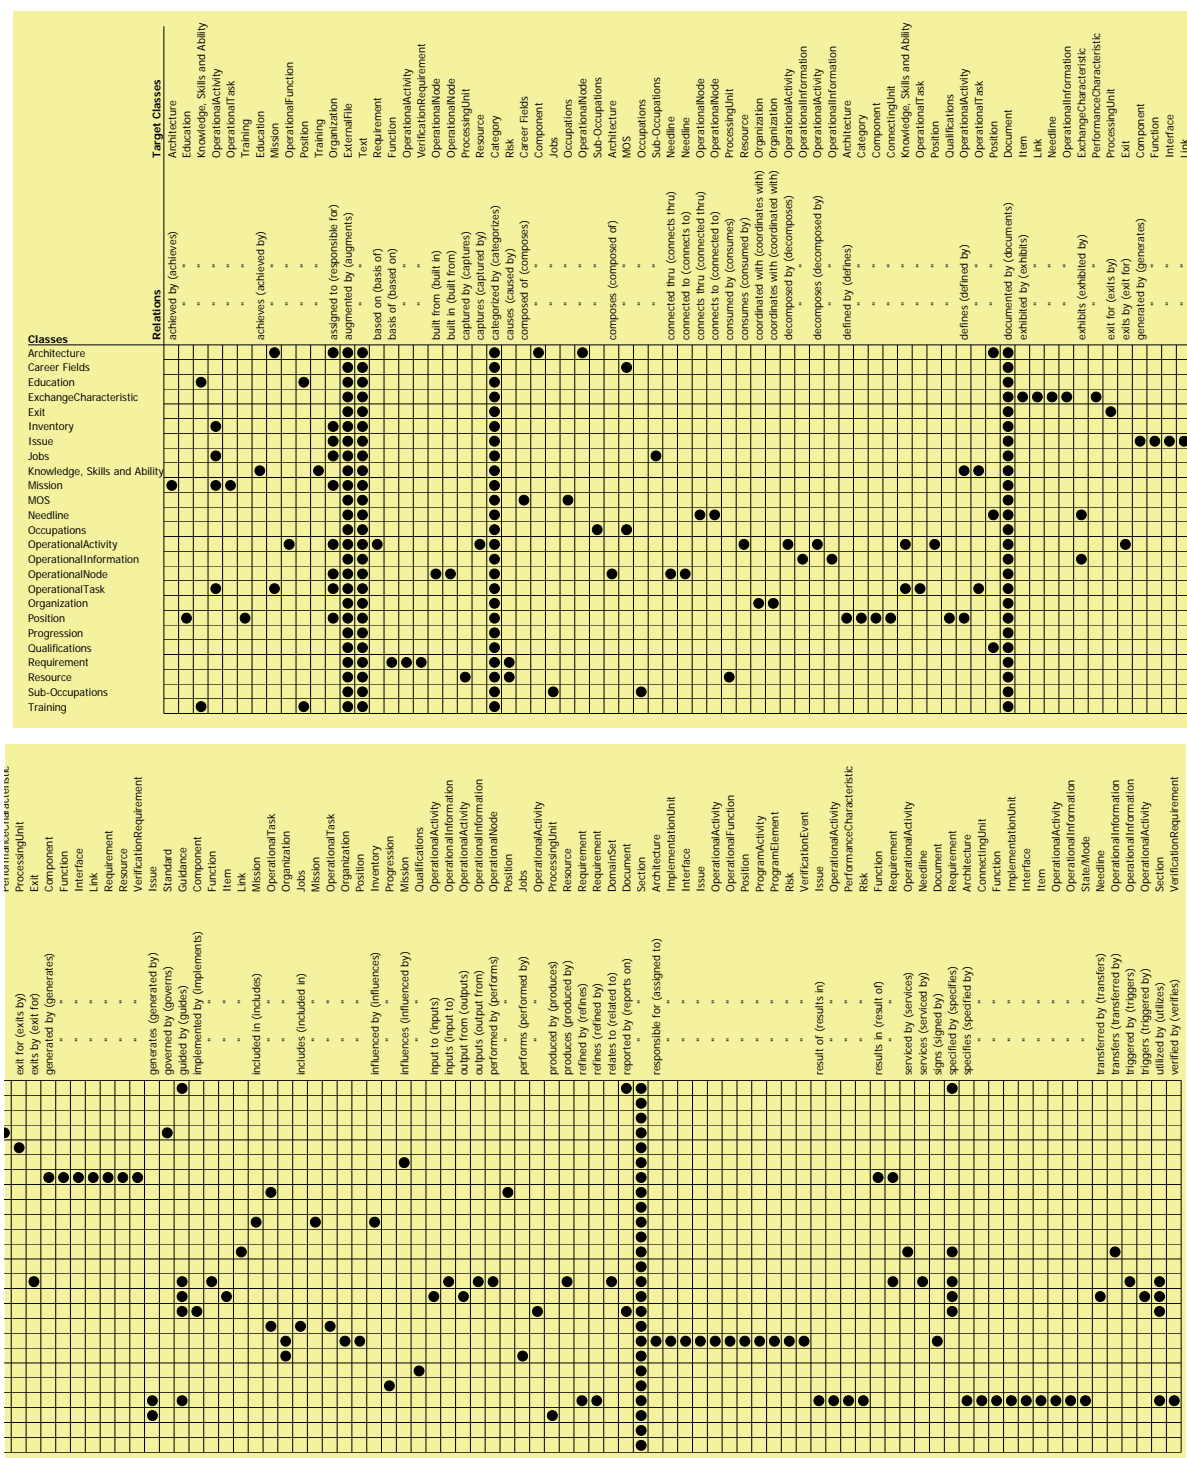 Target Classes
Architecture
Education
Knowledge, Skills and Ability
OperationalActivity
OperationalTask
Training
Education
Mission
OperationalFunction
Position
Training
Organization
ExternalFile
Text
Requirement
Function
OperationalActivity
VerificationRequirement
OperationalNode
OperationalNode
ProcessingUnit
Resource
Category
Risk
Career Fields
Component
Jobs
Occupations
OperationalNode
Sub-Occupations
Architecture
MOS
Occupations
Sub-Occupations
Needline
Needline
OperationalNode
OperationalNode
ProcessingUnit
Resource
Organization
Organization
OperationalActivity
OperationalInformation
OperationalActivity
OperationalInformation
Architecture
Category
Component
ConnectingUnit
Knowledge, Skills and Ability
OperationalTask
Position
Qualifications
OperationalActivity
OperationalTask
Position
Document
Item
Link
Needline
OperationalInformation
ExchangeCharacteristic
PerformanceCharacteristic
ProcessingUnit
Exit
Component
Function
Interface
Link
Relations
achieved by (achieves)
achieves (achieved by)
assigned to (responsible for)
augmented by (augments)
based on (basis of)
basis of (based on)
built from (built in)
built in (built from)
captured by (captures)
captures (captured by)
categorized by (categorizes)
causes (caused by)
composed of (composes)
composes (composed of)
connected thru (connects thru)
connected to (connects to)
connects thru (connected thru)
connects to (connected to)
consumed by (consumes)
consumes (consumed by)
coordinated with (coordinates with)
coordinates with (coordinated with)
decomposed by (decomposes)
decomposes (decomposed by)
defined by (defines)
defines (defined by)
documented by (documents)
exhibited by (exhibits)
exhibits (exhibited by)
exit for (exits by)
exits by (exit for)
generated by (generates)
Classes
Architecture
Career Fields
Education
ExchangeCharacteristic
Exit
Inventory
Issue
Jobs
Knowledge, Skills and Ability
Mission
MOS
Needline
Occupations
OperationalActivity
OperationalInformation
OperationalNode
OperationalTask
Organization
Position
Progression
Qualifications
Requirement
Resource
Sub-Occupations
Training
PerformanceCharacteristic
ProcessingUnit
Exit
Component
Function
Interface
Link
Requirement
Resource
VerificationRequirement
Issue
Standard
Guidance
Component
Function
Item
Link
Mission
OperationalTask
Organization
Jobs
Mission
OperationalTask
Organization
Position
Inventory
Progression
Mission
Qualifications
OperationalActivity
OperationalInformation
OperationalActivity
OperationalInformation
OperationalNode
Position
Jobs
OperationalActivity
ProcessingUnit
Resource
Requirement
Requirement
DomainSet
Document
Section
Architecture
ImplementationUnit
Interface
Issue
OperationalActivity
OperationalFunction
Position
ProgramActivity
ProgramElement
Risk
VerificationEvent
Issue
OperationalActivity
PerformanceCharacteristic
Risk
Function
Requirement
OperationalActivity
Needline
Document
Requirement
Architecture
ConnectingUnit
Function
ImplementationUnit
Interface
Item
OperationalActivity
OperationalInformation
State/Mode
Needline
OperationalInformation
OperationalInformation
OperationalActivity
Section
VerificationRequirement
exit for (exits by)
exits by (exit for)
generated by (generates)
generates (generated by)
governed by (governs)
guided by (guides)
implemented by (implements)
included in (includes)
includes (included in)
influenced by (influences)
influences (influenced by)
input to (inputs)
inputs (input to)
output from (outputs)
outputs (output from)
performed by (performs)
performs (performed by)
produced by (produces)
produces (produced by)
refined by (refines)
refines (refined by)
relates to (related to)
reported by (reports on)
responsible for (assigned to)
result of (results in)
results in (result of)
serviced by (services)
services (serviced by)
signs (signed by)
specified by (specifies)
specifies (specified by)
transferred by (transfers)
transfers (transferred by)
triggered by (triggers)
triggers (triggered by)
utilized by (utilizes)
verified by (verifies)